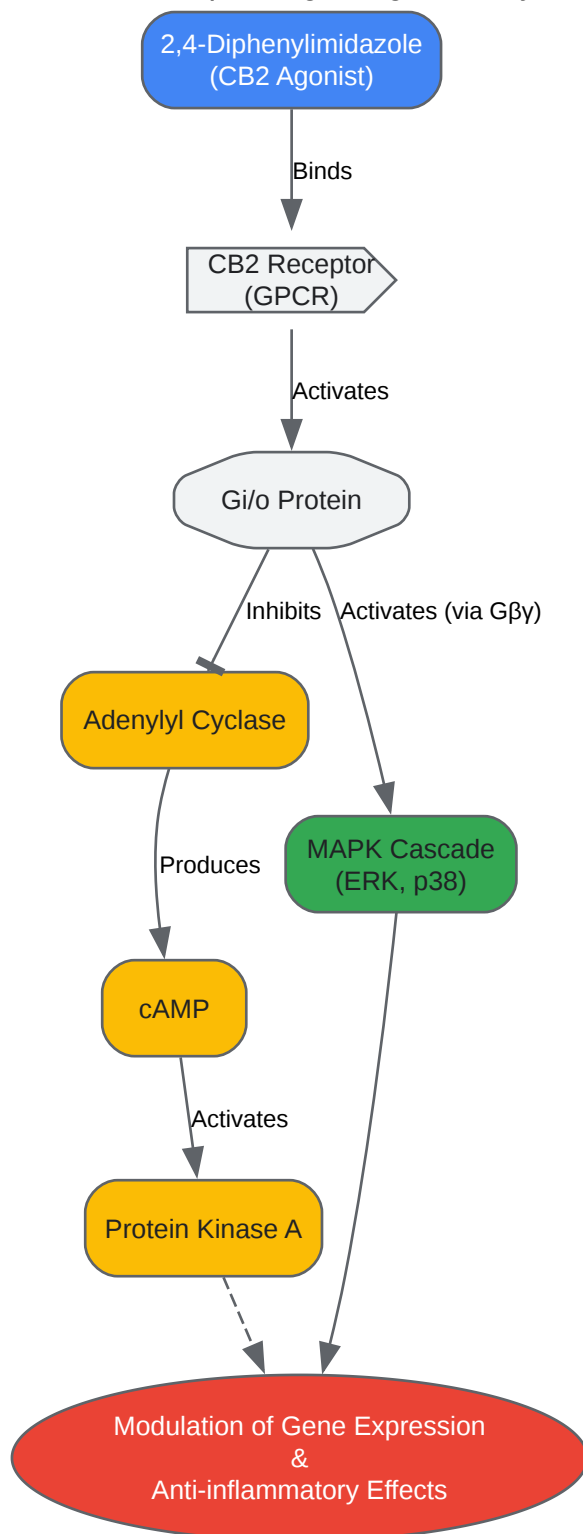 2,4-Diphenylimidazole
(CB2 Agonist)
Binds
CB2 Receptor
(GPCR)
Activates
Gi/o Protein
Inhibits
Activates (via Gβγ)
Adenylyl Cyclase
Produces
MAPK Cascade
(ERK, p38)
cAMP
Activates
Protein Kinase A
Modulation of Gene Expression
&
Anti-inflammatory Effects